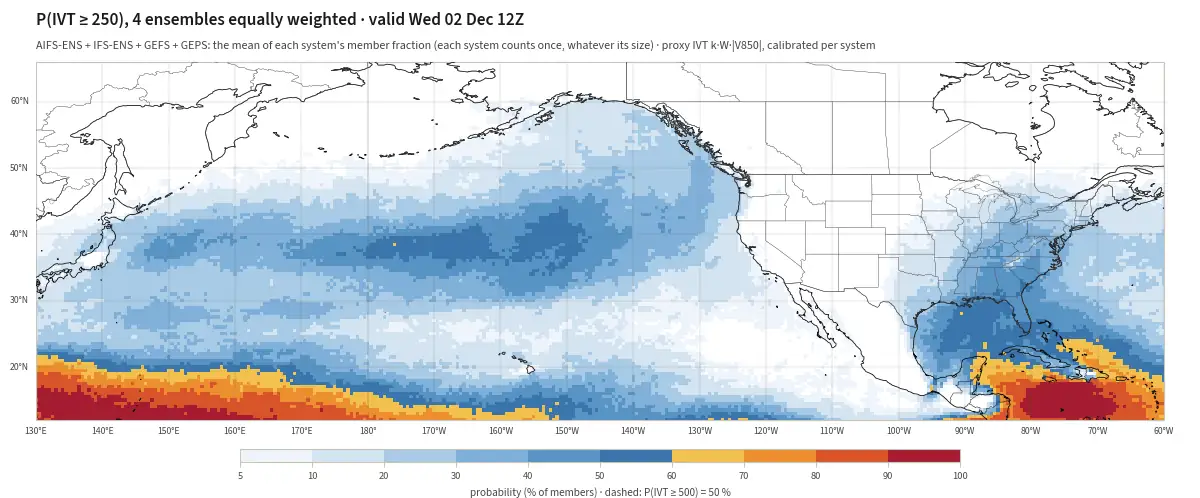 P(IVT ≥ 250), 4 ensembles equally weighted · valid Wed 02 Dec 12Z
AIFS-ENS + IFS-ENS + GEFS + GEPS: the mean of each system's member fraction (each system counts once, whatever its size) · proxy IVT k·W·|V850|, calibrated per system
60°N
50°N
40°N
30°N
20°N
130°E 140°E 150°E 160°E 170°E 180° 170°W 160°W 150°W 140°W 130°W 120°W 110°W 100°W 90°W 80°W 70°W 60°W
5 10 20 30 40 50 60 70 80 90 100
probability (% of members) · dashed: P(IVT ≥ 500) = 50 %